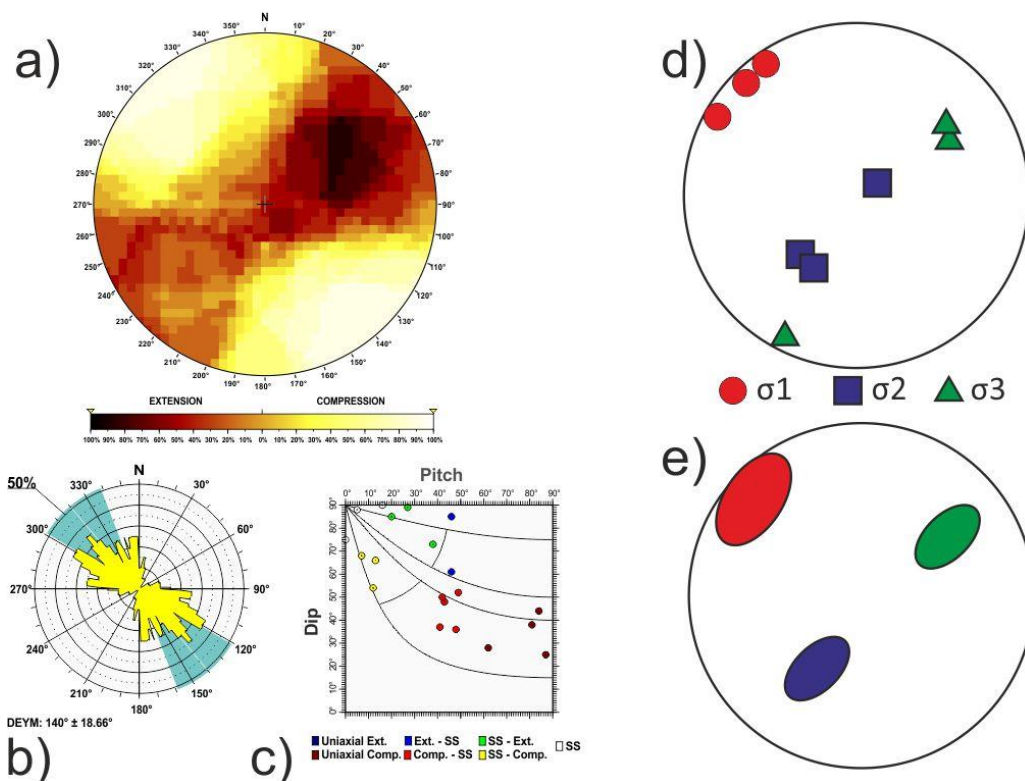 a)
N
350° 10°
340° 20°
330° 30°
320° 40°
310° 50°
300° 60°
290° 70°
280° 80°
270° 90°
260° 100°
250° 110°
240° 120°
230° 130°
220° 140°
210° 150°
200° 160°
190° 180° 170°
EXTENSION COMPRESSION
100% 90% 80% 70% 60% 50% 40% 30% 20% 10% 0% 10% 20% 30% 40% 50% 60% 70% 80% 90% 100%
b)
50%
N
330° 30°
300° 60°
270° 90°
240° 120°
210° 150°
180°
DEYM: 140° ± 18.66°
c)
Pitch
0° 10° 20° 30° 40° 50° 60° 70° 80° 90°
Dip
90°
80°
70°
60°
50°
40°
30°
20°
10°
0°
Uniaxial Ext. Ext. - SS SS - Ext. SS
Uniaxial Comp. Comp. - SS SS - Comp.
d)
σ1 σ2 σ3
e)